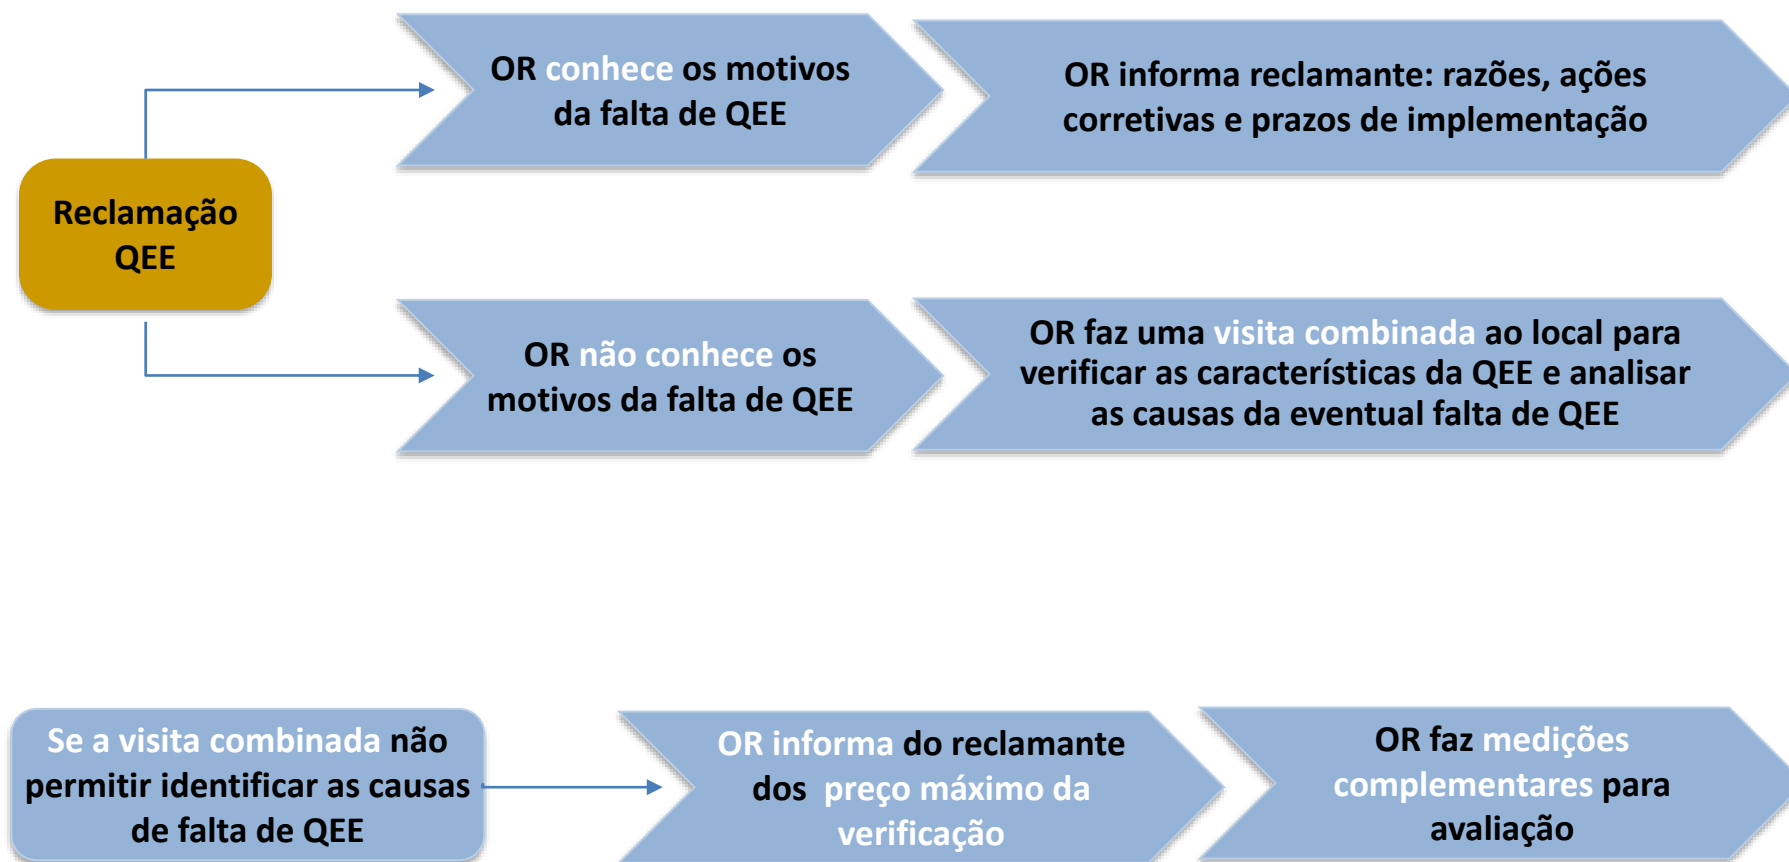 OR conhece os motivos
da falta de QEE
OR informa reclamante: razões, ações
corretivas e prazos de implementação
Reclamação
QEE
OR não conhece os
motivos da falta de QEE
OR faz uma visita combinada ao local para
verificar as características da QEE e analisar
as causas da eventual falta de QEE
Se a visita combinada não
permitir identificar as causas
de falta de QEE
OR informa do reclamante
dos preço máximo da
verificação
OR faz medições
complementares para
avaliação